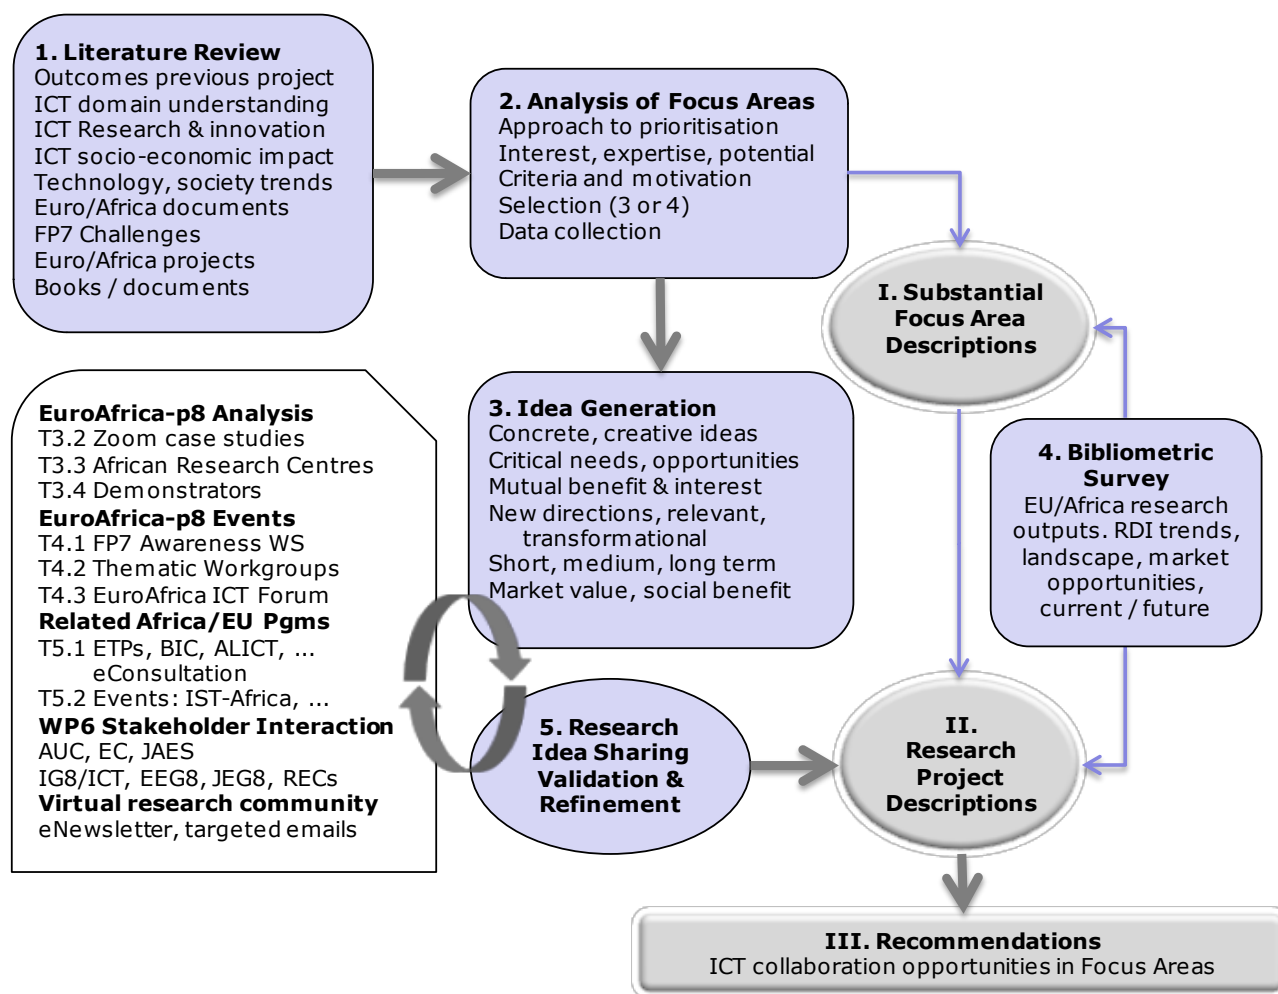 1. Literature Review
Outcomes previous project
ICT domain understanding
ICT Research & innovation
ICT socio-economic impact
Technology, society trends
Euro/Africa documents
FP7 Challenges
Euro/Africa projects
Books / documents
2. Analysis of Focus Areas
Approach to prioritisation
Interest, expertise, potential
Criteria and motivation
Selection (3 or 4)
Data collection
I. Substantial
Focus Area
Descriptions
EuroAfrica-p8 Analysis
T3.2 Zoom case studies
T3.3 African Research Centres
T3.4 Demonstrators
EuroAfrica-p8 Events
T4.1 FP7 Awareness WS
T4.2 Thematic Workgroups
T4.3 EuroAfrica ICT Forum
Related Africa/EU Pgms
T5.1 ETPs, BIC, ALICT, ...
eConsultation
T5.2 Events: IST-Africa, ...
WP6 Stakeholder Interaction
AUC, EC, JAES
IG8/ICT, EEG8, JEG8, RECs
Virtual research community
eNewsletter, targeted emails
3. Idea Generation
Concrete, creative ideas
Critical needs, opportunities
Mutual benefit & interest
New directions, relevant,
transformational
Short, medium, long term
Market value, social benefit
4. Bibliometric
Survey
EU/Africa research
outputs. RDI trends,
landscape, market
opportunities,
current / future
5. Research
Idea Sharing
Validation &
Refinement
II.
Research
Project
Descriptions
III. Recommendations
ICT collaboration opportunities in Focus Areas